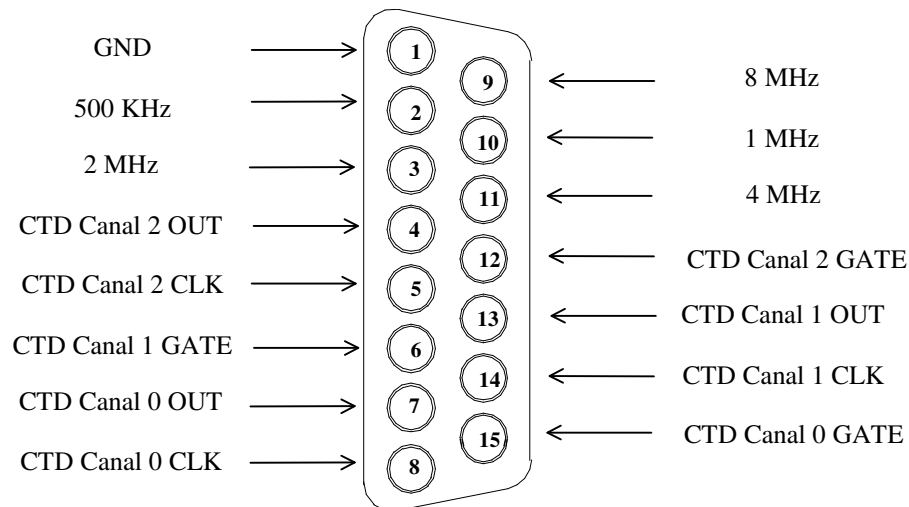 GND
500 KHz
2 MHz
CTD Canal 2 OUT
CTD Canal 2 CLK
CTD Canal 1 GATE
CTD Canal 0 OUT
CTD Canal 0 CLK
1
2
3
4
5
6
7
8
9
10
11
12
13
14
15
8 MHz
1 MHz
4 MHz
CTD Canal 2 GATE
CTD Canal 1 OUT
CTD Canal 1 CLK
CTD Canal 0 GATE